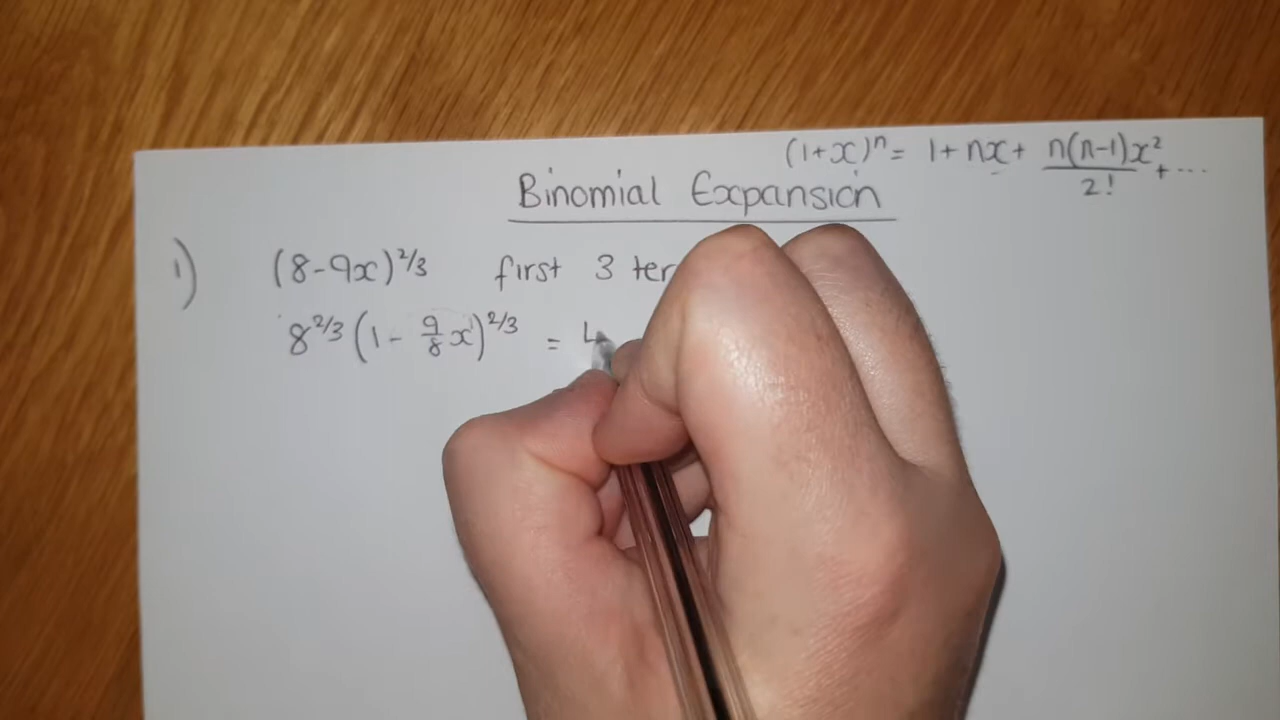 (1+x)ⁿ = 1 + nx + n(n-1)x²/2! + ...
Binomial Expansion
1) (8-9x)^2/3 first 3
8^2/3 (1 - 9/8 x)^2/3 = 4